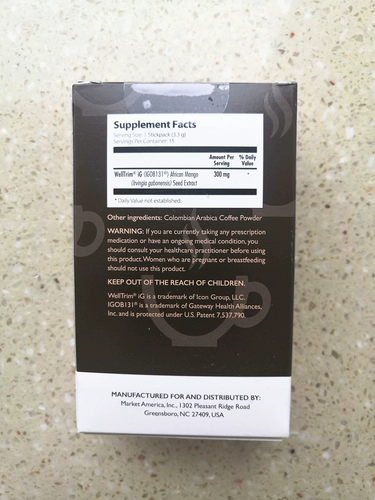 Supplement Facts
Serving Size: 1 Stickpack (3.3 g)
Servings Per Container: 15
Amount Per Serving % Daily Value
WellTrim® iG (IGOB131®) African Mango 300 mg *
(Irvingia gabonensis) Seed Extract
* Daily Value not established.
Other ingredients: Colombian Arabica Coffee Powder
WARNING: If you are currently taking any prescription
medication or have an ongoing medical condition, you
should consult your healthcare practitioner before using
this product. Women who are pregnant or breastfeeding
should not use this product.
KEEP OUT OF THE REACH OF CHILDREN.
WellTrim® iG is a trademark of Icon Group, LLC.
IGOB131® is a trademark of Gateway Health Alliances,
Inc. and is protected under U.S. Patent 7,537,790.
MANUFACTURED FOR AND DISTRIBUTED BY:
Market America, Inc., 1302 Pleasant Ridge Road
Greensboro, NC 27409, USA